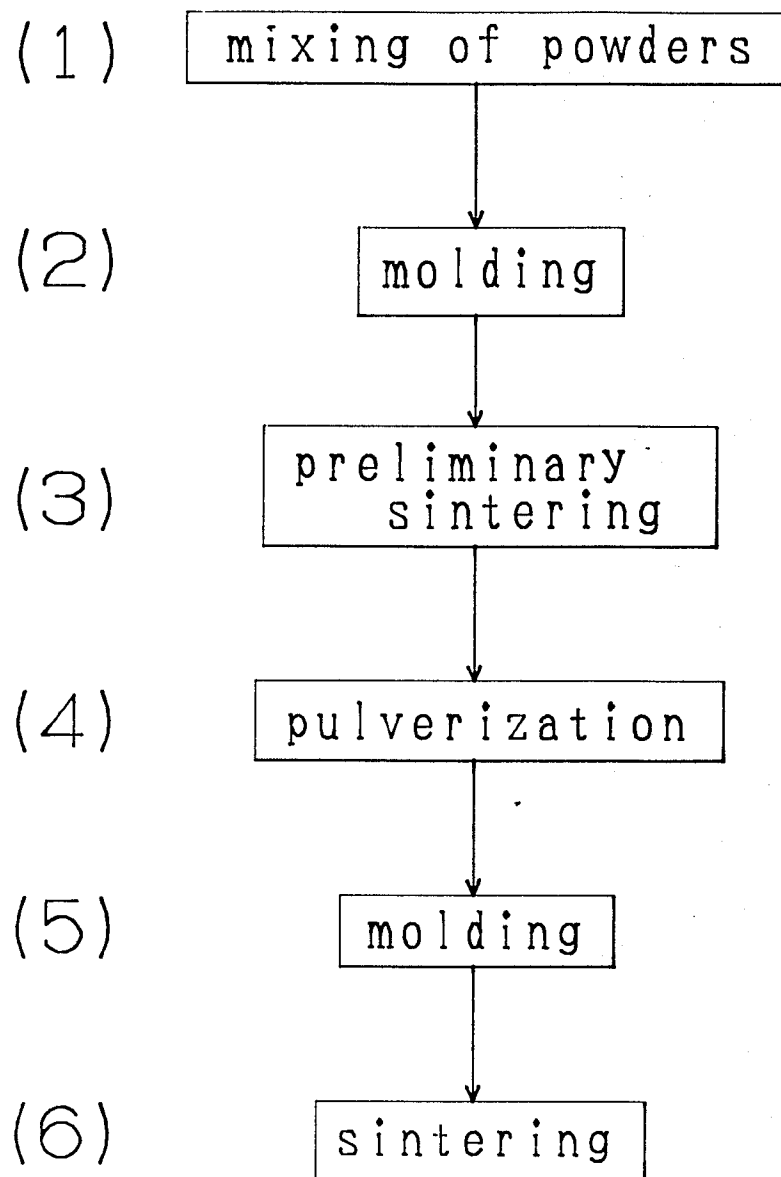 (1) mixing of powders
(2) molding
(3) preliminary
sintering
(4) pulverization
(5) molding
(6) sintering